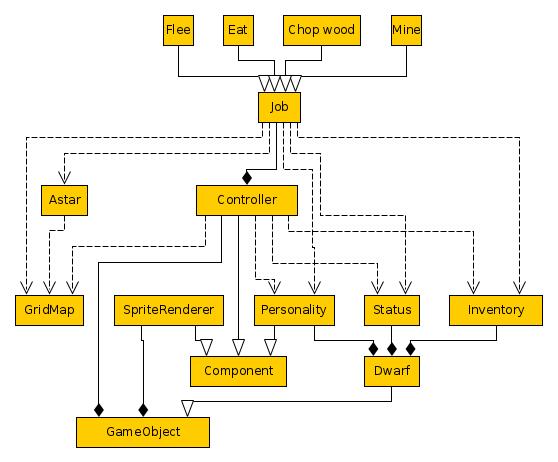 Flee
Eat
Chop wood
Mine
Job
Astar
Controller
GridMap
SpriteRenderer
Personality
Status
Inventory
Component
Dwarf
GameObject